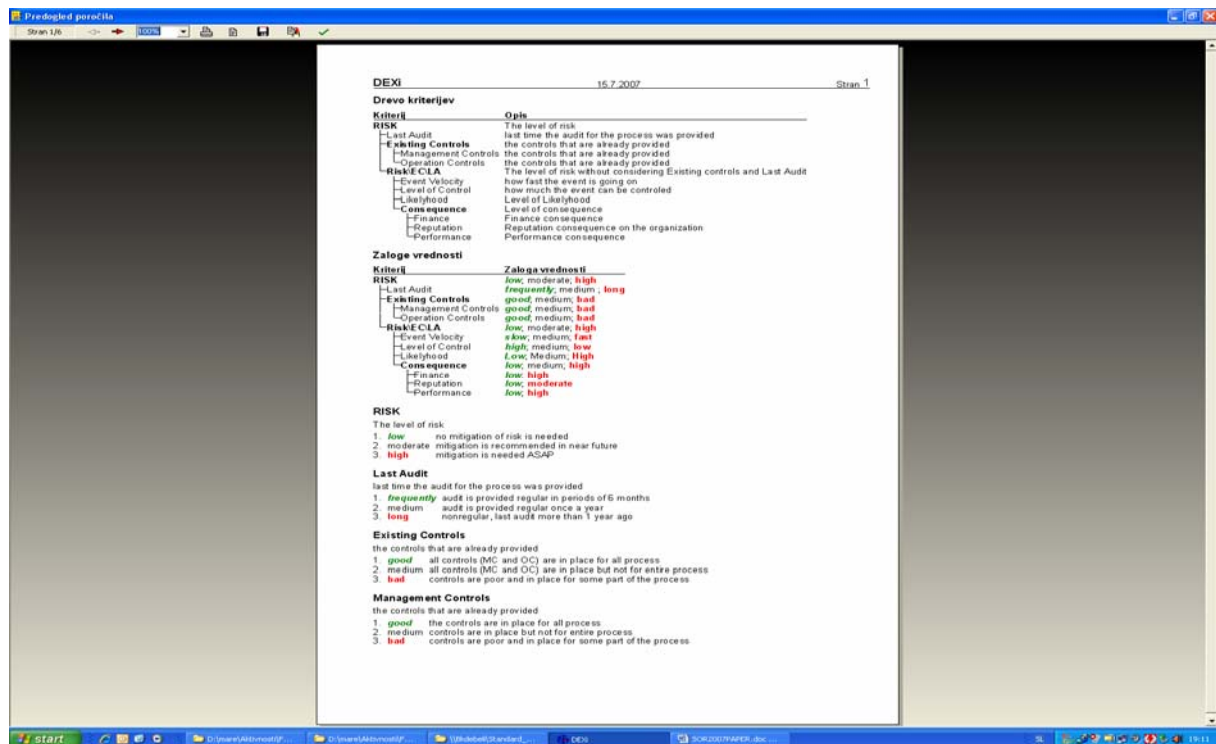 Predogled poročila
Stran 1/6 100%
DEXi 15.7.2007 Stran 1
Drevo kriterijev
Kriterij Opis
RISK The level of risk
Last Audit last time the audit for the process was provided
Existing Controls the controls that are already provided
Management Controls the controls that are already provided
Operation Controls the controls that are already provided
Risk\EC\LA The level of risk without considering Existing controls and Last Audit
Event Velocity how fast the event is going on
Level of Control how much the event can be controled
Likelyhood Level of Likelyhood
Consequence Level of consequence
Finance Finance consequence
Reputation Reputation consequence on the organization
Performance Performance consequence
Zaloge vrednosti
Kriterij Zaloga vrednosti
RISK low; moderate; high
Last Audit frequently; medium ; long
Existing Controls good; medium; bad
Management Controls good; medium; bad
Operation Controls good; medium; bad
Risk\EC\LA low; moderate; high
Event Velocity slow; medium; fast
Level of Control high; medium; low
Likelyhood Low; Medium; High
Consequence low; medium; high
Finance low; high
Reputation low; moderate
Performance low; high
RISK
The level of risk
1. low no mitigation of risk is needed
2. moderate mitigation is recommended in near future
3. high mitigation is needed ASAP
Last Audit
last time the audit for the process was provided
1. frequently audit is provided regular in periods of 6 months
2. medium audit is provided regular once a year
3. long nonregular, last audit more than 1 year ago
Existing Controls
the controls that are already provided
1. good all controls (MC and OC) are in place for all process
2. medium all controls (MC and OC) are in place but not for entire process
3. bad controls are poor and in place for some part of the process
Management Controls
the controls that are already provided
1. good the controls are in place for all process
2. medium controls are in place but not for entire process
3. bad controls are poor and in place for some part of the process
start D:\mare\Aktivnosti\F... D:\mare\Aktivnosti\F... DEXi SOR2007PAPER.doc ... SL 19:11